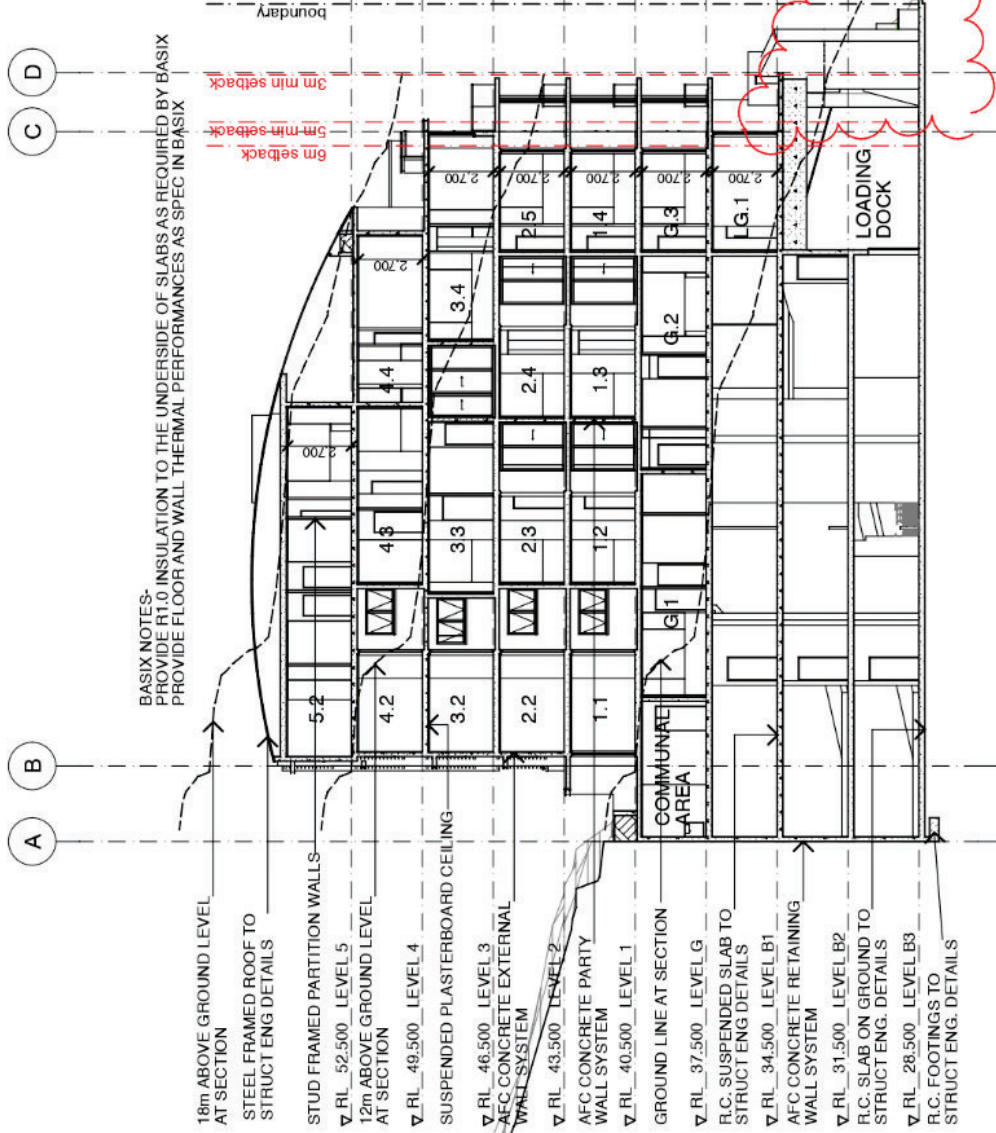 A
B
C
D
boundary
3m min setback
5m min setback
6m setback
BASIX NOTES-
PROVIDE R1.0 INSULATION TO THE UNDERSIDE OF SLABS AS REQUIRED BY BASIX
PROVIDE FLOOR AND WALL THERMAL PERFORMANCES AS SPEC IN BASIX
18m ABOVE GROUND LEVEL
AT SECTION
STEEL FRAMED ROOF TO
STRUCT ENG DETAILS
STUD FRAMED PARTITION WALLS
RL 52.500 LEVEL 5
12m ABOVE GROUND LEVEL
AT SECTION
RL 49.500 LEVEL 4
SUSPENDED PLASTERBOARD CEILING
RL 46.500 LEVEL 3
AFC CONCRETE EXTERNAL
WALL SYSTEM
RL 43.500 LEVEL 2
AFC CONCRETE PARTY
WALL SYSTEM
RL 40.500 LEVEL 1
GROUND LINE AT SECTION
RL 37.500 LEVEL G
R.C. SUSPENDED SLAB TO
STRUCT ENG DETAILS
RL 34.500 LEVEL B1
AFC CONCRETE RETAINING
WALL SYSTEM
RL 31.500 LEVEL B2
R.C. SLAB ON GROUND TO
STRUCT ENG. DETAILS
RL 28.500 LEVEL B3
R.C. FOOTINGS TO
STRUCT ENG. DETAILS
5.2
2,700
4.2
4.3
4.4
2,700
3.2
3.3
3.4
2,700
2.2
2.3
2.4
2.5
2,700
1.1
1.2
1.3
1.4
2,700
COMMUNAL
AREA
G.1
G.2
G.3
2,700
LG.1
2,700
LOADING
DOCK